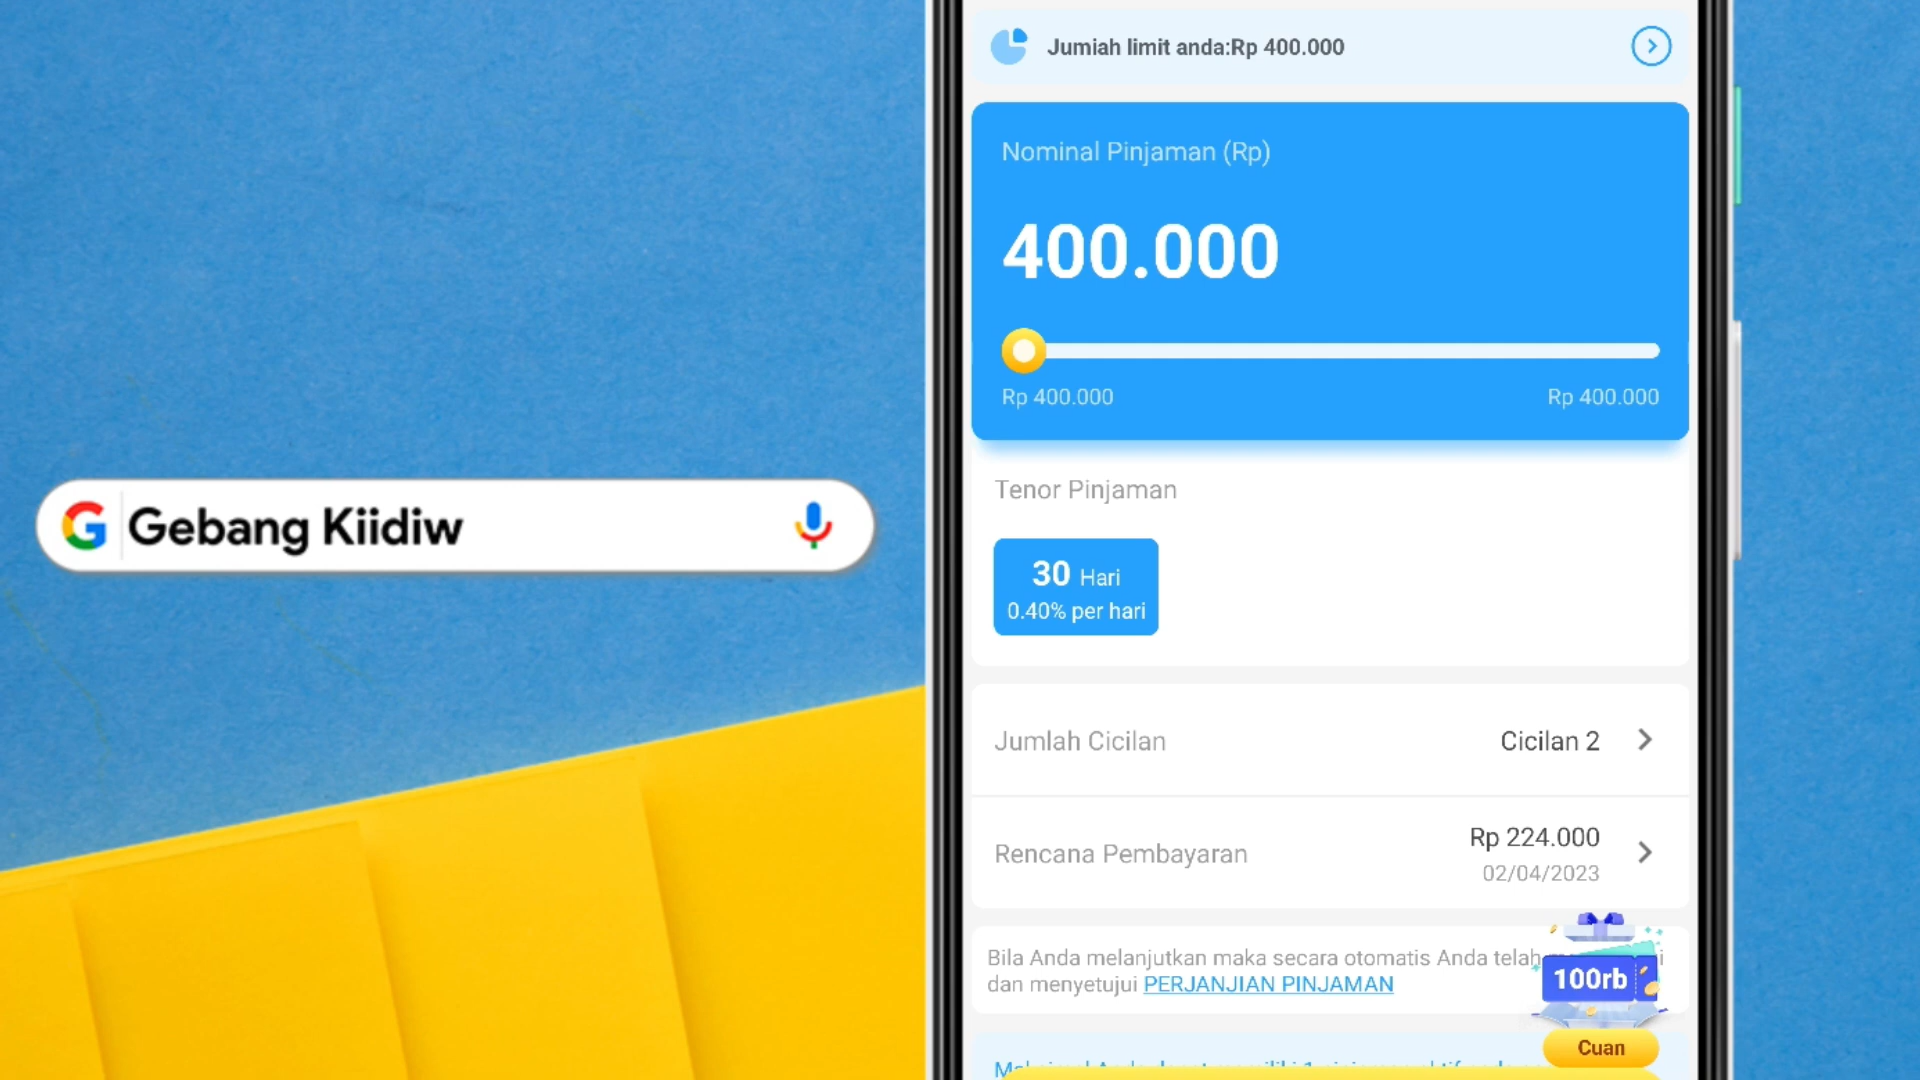 Gebang Kiidiw
Jumiah limit anda:Rp 400.000
Nominal Pinjaman (Rp)
400.000
Rp 400.000 Rp 400.000
Tenor Pinjaman
30 Hari
0.40% per hari
Jumlah Cicilan Cicilan 2
Rencana Pembayaran Rp 224.000
02/04/2023
Bila Anda melanjutkan maka secara otomatis Anda telah
dan menyetujui PERJANJIAN PINJAMAN
100rb
Cuan